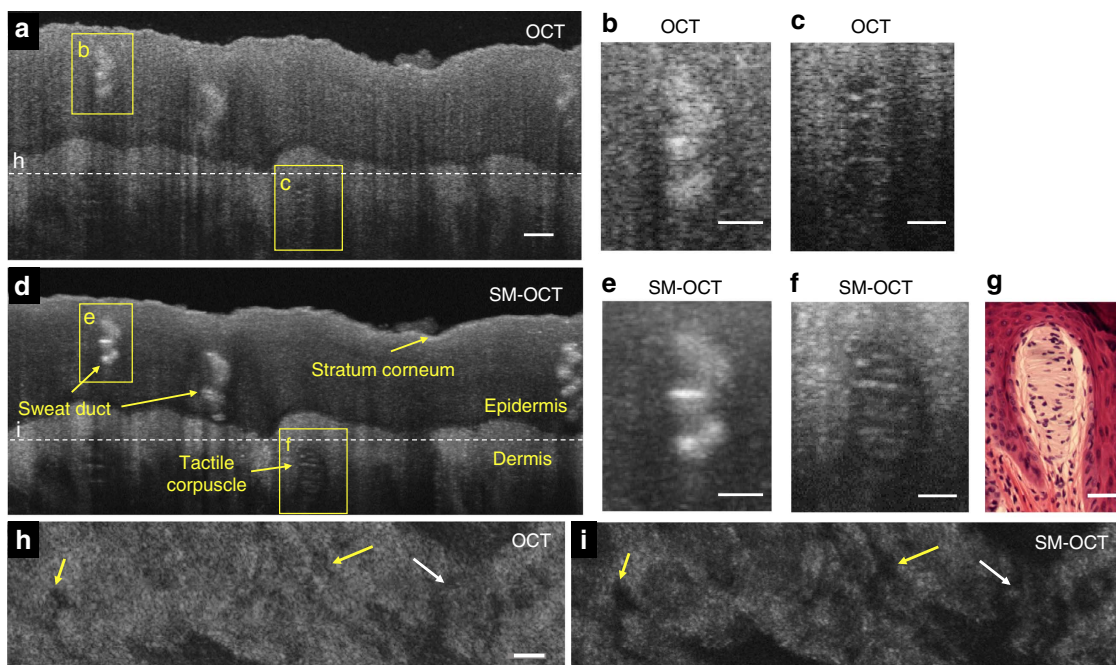 a
OCT
b
h
c
b
OCT
c
OCT
d
SM-OCT
e
Stratum corneum
Sweat duct
Epidermis
i
f
Tactile
corpuscle
Dermis
e
SM-OCT
f
SM-OCT
g
h
OCT
i
SM-OCT